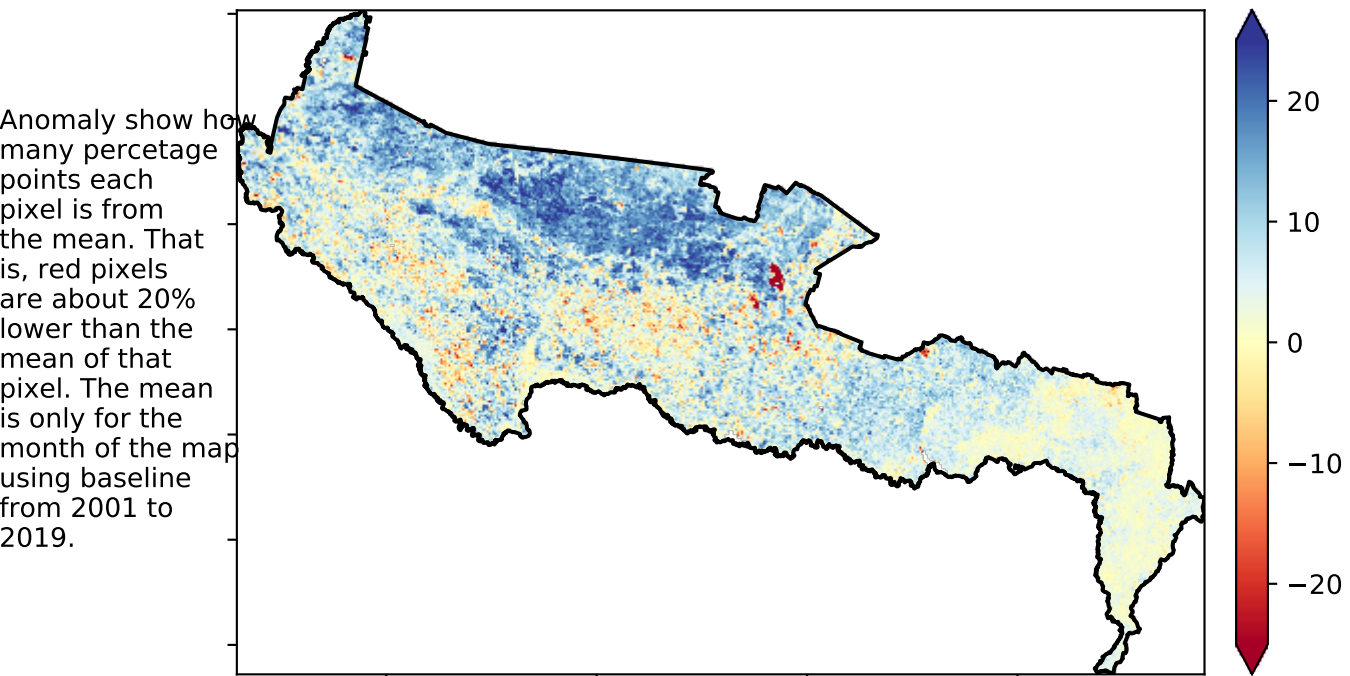 Anomaly show how
many percetage
points each
pixel is from
the mean. That
is, red pixels
are about 20%
lower than the
mean of that
pixel. The mean
is only for the
month of the map
using baseline
from 2001 to
2019.
20
10
0
−10
−20